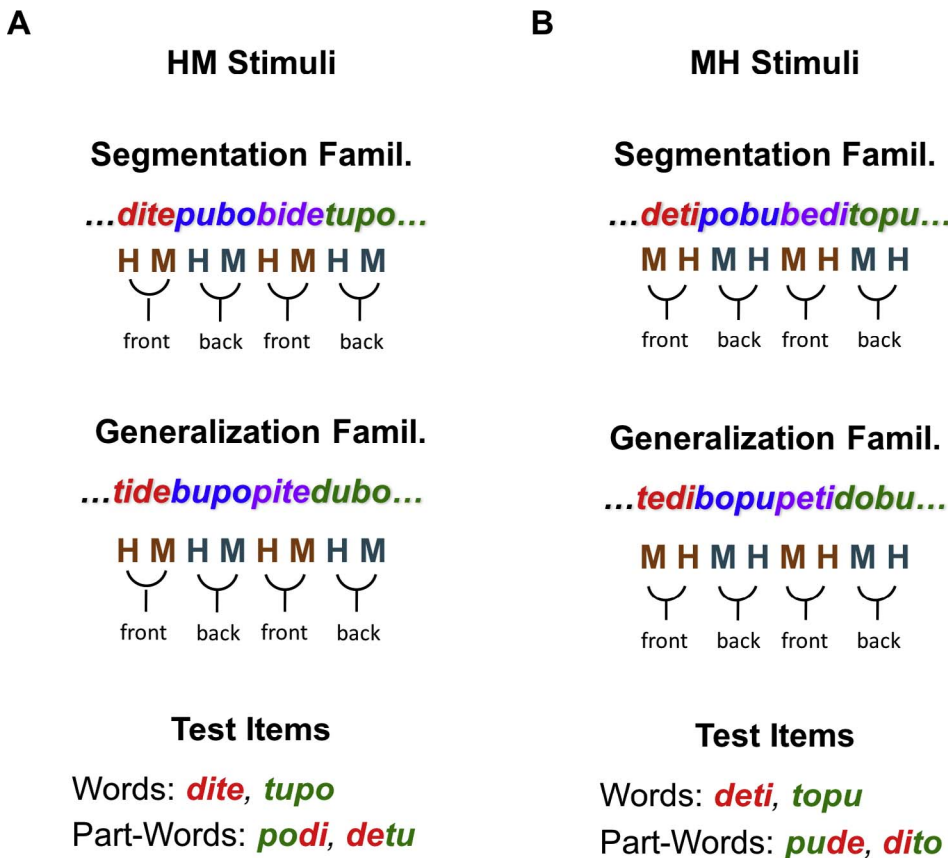 A
HM Stimuli
Segmentation Famil.
...ditepubobidetupo...
H M H M H M H M
front back front back
Generalization Famil.
...tidebupopitedubo...
H M H M H M H M
front back front back
Test Items
Words: dite, tupo
Part-Words: podi, detu
B
MH Stimuli
Segmentation Famil.
...detipobubeditopu...
M H M H M H M H
front back front back
Generalization Famil.
...tedibopupetidobu...
M H M H M H M H
front back front back
Test Items
Words: deti, topu
Part-Words: pude, dito